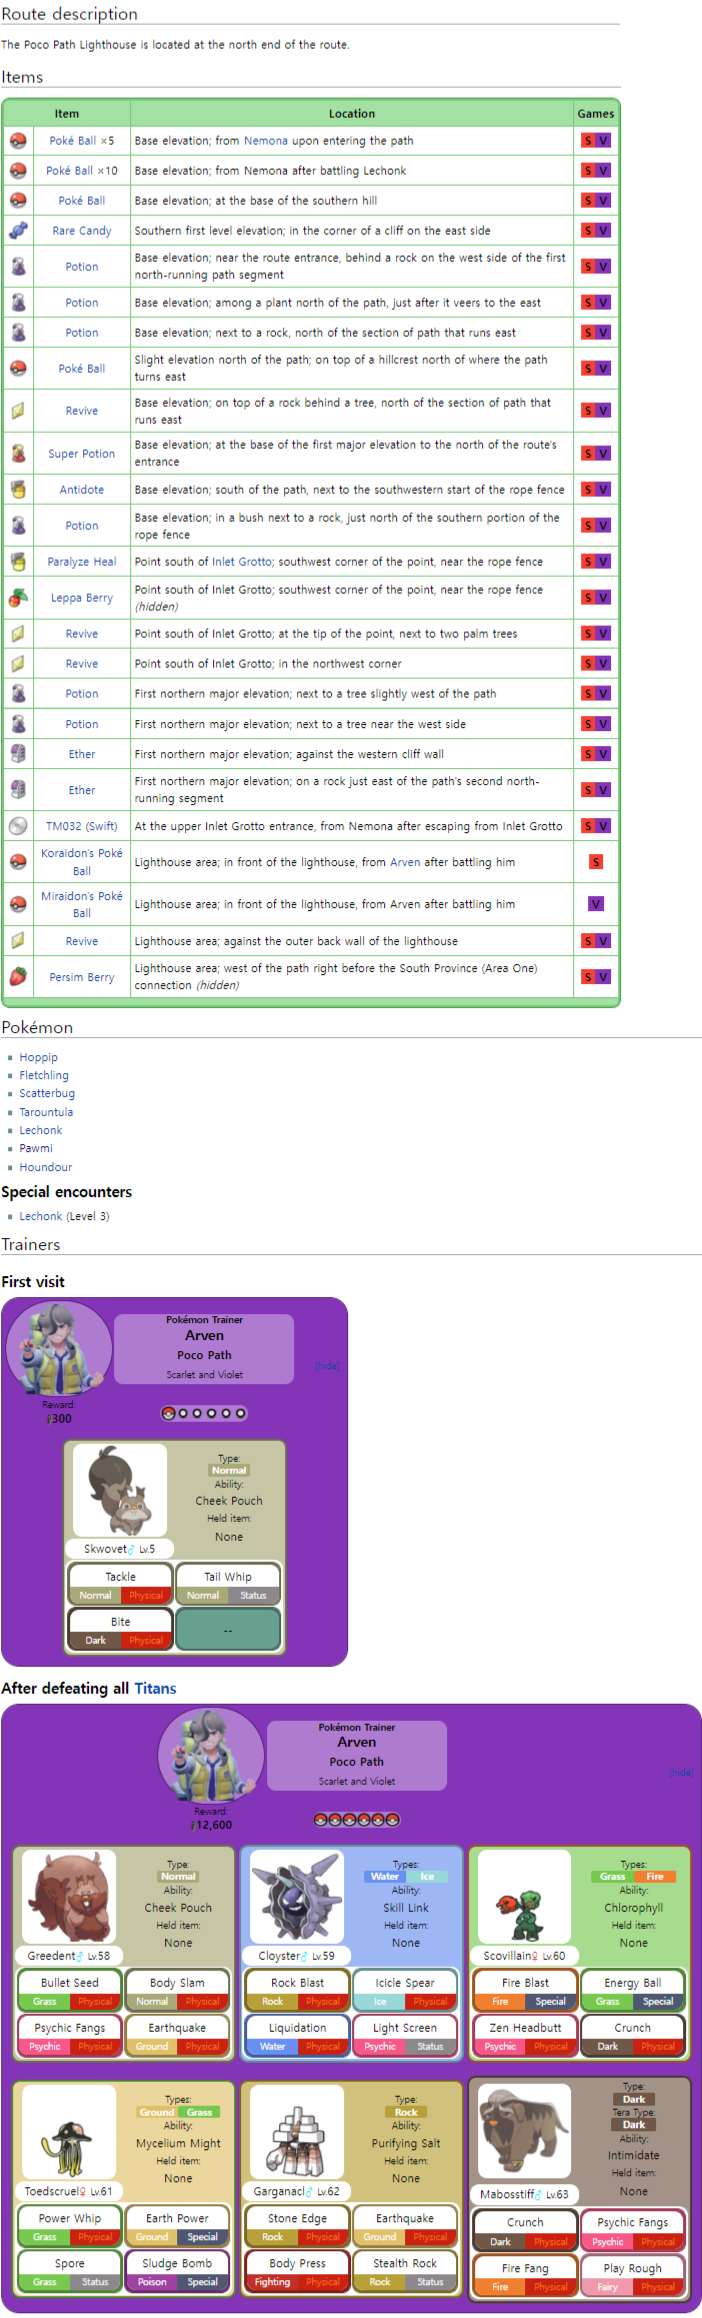 Route description
The Poco Path Lighthouse is located at the north end of the route.
Items
Item Location Games
Poké Ball ×5 Base elevation; from Nemona upon entering the path S V
Poké Ball ×10 Base elevation; from Nemona after battling Lechonk S V
Poké Ball Base elevation; at the base of the southern hill S V
Rare Candy Southern first level elevation; in the corner of a cliff on the east side S V
Potion Base elevation; near the route entrance, behind a rock on the west side of the first
north-running path segment S V
Potion Base elevation; among a plant north of the path, just after it veers to the east S V
Potion Base elevation; next to a rock, north of the section of path that runs east S V
Poké Ball Slight elevation north of the path; on top of a hillcrest north of where the path
turns east S V
Revive Base elevation; on top of a rock behind a tree, north of the section of path that
runs east S V
Super Potion Base elevation; at the base of the first major elevation to the north of the route's
entrance S V
Antidote Base elevation; south of the path, next to the southwestern start of the rope fence S V
Potion Base elevation; in a bush next to a rock, just north of the southern portion of the
rope fence S V
Paralyze Heal Point south of Inlet Grotto; southwest corner of the point, near the rope fence S V
Leppa Berry Point south of Inlet Grotto; southwest corner of the point, near the rope fence
(hidden) S V
Revive Point south of Inlet Grotto; at the tip of the point, next to two palm trees S V
Revive Point south of Inlet Grotto; in the northwest corner S V
Potion First northern major elevation; next to a tree slightly west of the path S V
Potion First northern major elevation; next to a tree near the west side S V
Ether First northern major elevation; against the western cliff wall S V
Ether First northern major elevation; on a rock just east of the path's second north-
running segment S V
TM032 (Swift) At the upper Inlet Grotto entrance, from Nemona after escaping from Inlet Grotto S V
Koraidon's Poké
Ball Lighthouse area; in front of the lighthouse, from Arven after battling him S
Miraidon's Poké
Ball Lighthouse area; in front of the lighthouse, from Arven after battling him V
Revive Lighthouse area; against the outer back wall of the lighthouse S V
Persim Berry Lighthouse area; west of the path right before the South Province (Area One)
connection (hidden) S V
Pokémon
Hoppip
Fletchling
Scatterbug
Tarountula
Lechonk
Pawmi
Houndour
Special encounters
Lechonk (Level 3)
Trainers
First visit
Pokémon Trainer
Arven
Poco Path
Scarlet and Violet
[hide]
Reward:
300
Type:
Normal
Ability:
Cheek Pouch
Held item:
None
Skwovet♂ Lv.5
Tackle Tail Whip
Normal Physical Normal Status
Bite --
Dark Physical
After defeating all Titans
Pokémon Trainer
Arven
Poco Path
Scarlet and Violet
[hide]
Reward:
12,600
Type:
Normal
Ability:
Cheek Pouch
Held item:
None
Greedent♂ Lv.58
Bullet Seed Body Slam
Grass Physical Normal Physical
Psychic Fangs Earthquake
Psychic Physical Ground Physical
Types:
Water Ice
Ability:
Skill Link
Held item:
None
Cloyster♂ Lv.59
Rock Blast Icicle Spear
Rock Physical Ice Physical
Liquidation Light Screen
Water Physical Psychic Status
Types:
Grass Fire
Ability:
Chlorophyll
Held item:
None
Scovillain♀ Lv.60
Fire Blast Energy Ball
Fire Special Grass Special
Zen Headbutt Crunch
Psychic Physical Dark Physical
Types:
Ground Grass
Ability:
Mycelium Might
Held item:
None
Toedscruel♀ Lv.61
Power Whip Earth Power
Grass Physical Ground Special
Spore Sludge Bomb
Grass Status Poison Special
Type:
Rock
Ability:
Purifying Salt
Held item:
None
Garganacl♂ Lv.62
Stone Edge Earthquake
Rock Physical Ground Physical
Body Press Stealth Rock
Fighting Physical Rock Status
Type:
Dark
Tera Type:
Dark
Ability:
Intimidate
Held item:
None
Mabosstiff♂ Lv.63
Crunch Psychic Fangs
Dark Physical Psychic Physical
Fire Fang Play Rough
Fire Physical Fairy Physical